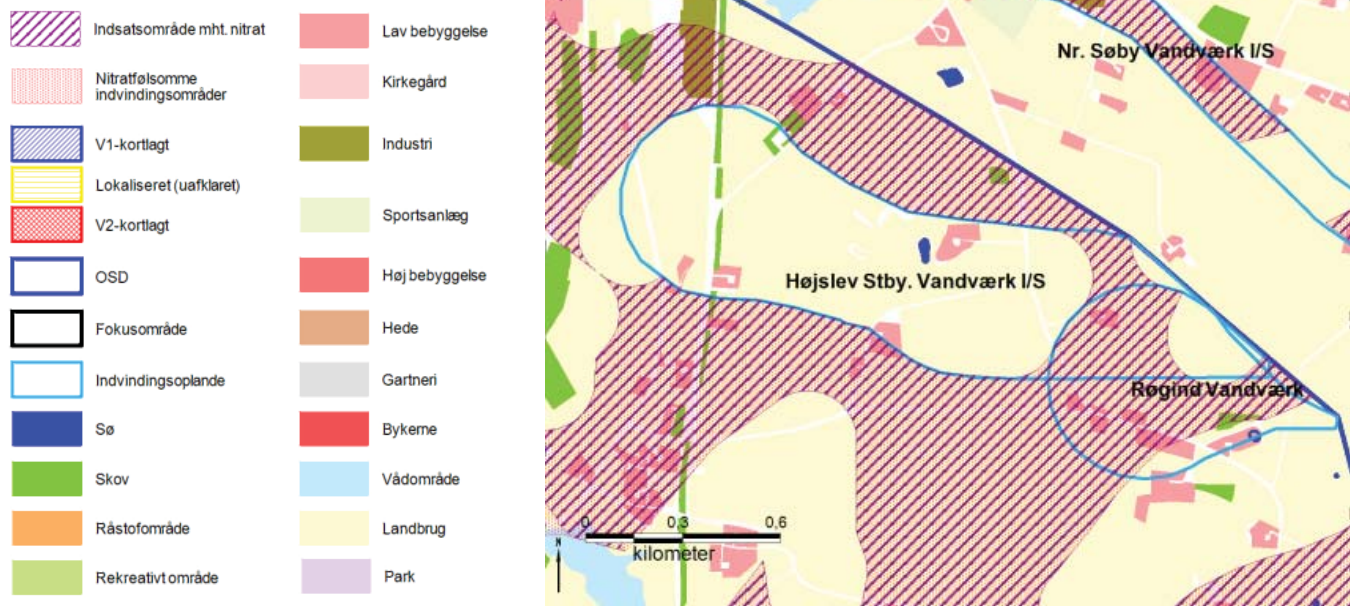 Indsatsområde mht. nitrat
Nitratfølsomme
indvindingsområder
V1-kortlagt
Lokaliseret (uafklaret)
V2-kortlagt
OSD
Fokusområde
Indvindingsoplande
Sø
Skov
Råstofområde
Rekreativt område
Lav bebyggelse
Kirkegård
Industri
Sportsanlæg
Høj bebyggelse
Hede
Gartneri
Bykerne
Vådområde
Landbrug
Park
Nr. Søby Vandværk I/S
Højslev Stby. Vandværk I/S
Røgind Vandværk
0 0,3 0,6
kilometer
N